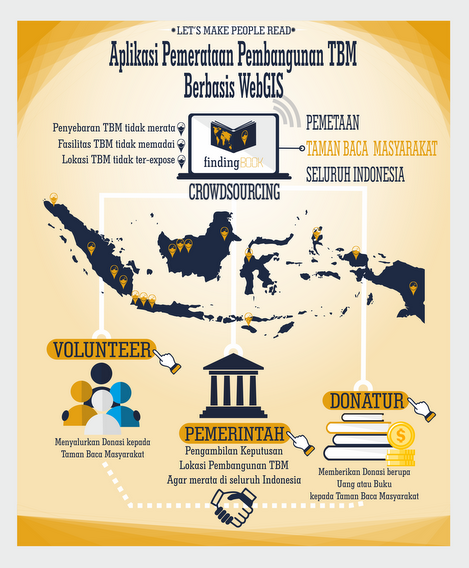 •LET'S MAKE PEOPLE READ•
Aplikasi Pemerataan Pembangunan TBM
Berbasis WebGIS
Penyebaran TBM tidak merata
Fasilitas TBM tidak memadai
Lokasi TBM tidak ter-expose
findingBOOK
PEMETAAN
TAMAN BACA MASYARAKAT
SELURUH INDONESIA
CROWDSOURCING
VOLUNTEER
Menyalurkan Donasi kepada
Taman Baca Masyarakat
PEMERINTAH
Pengambilan Keputusan
Lokasi Pembangunan TBM
Agar merata di seluruh Indonesia
DONATUR
$
Memberikan Donasi berupa
Uang atau Buku
kepada Taman Baca Masyarakat